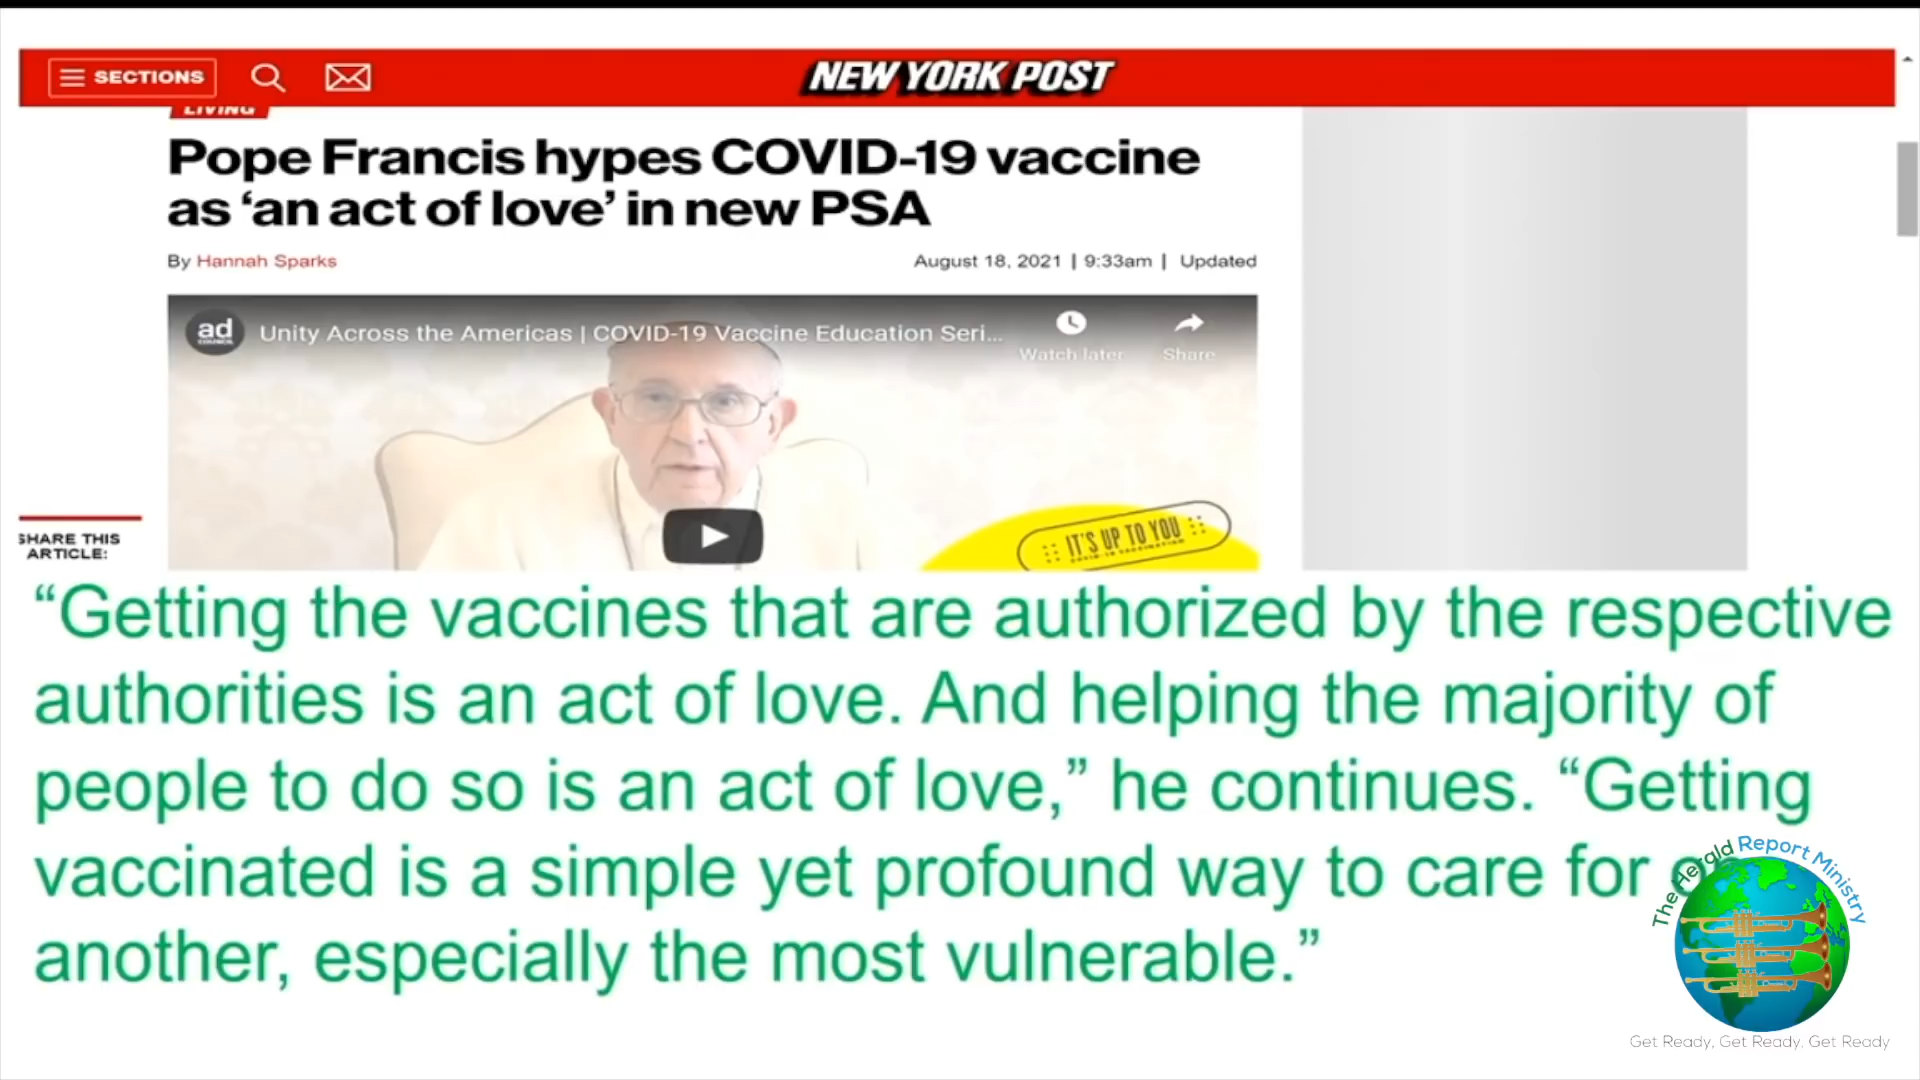 SECTIONS
NEW YORK POST
LIVING
Pope Francis hypes COVID-19 vaccine
as ‘an act of love’ in new PSA
By Hannah Sparks
August 18, 2021 | 9:33am | Updated
ad
COUNCIL
Unity Across the Americas | COVID-19 Vaccine Education Seri...
Watch later
Share
IT'S UP TO YOU
COVID-19 VACCINATION
SHARE THIS
ARTICLE:
“Getting the vaccines that are authorized by the respective
authorities is an act of love. And helping the majority of
people to do so is an act of love,” he continues. “Getting
vaccinated is a simple yet profound way to care for
another, especially the most vulnerable.”
The Herald Report Ministry
Get Ready, Get Ready, Get Ready